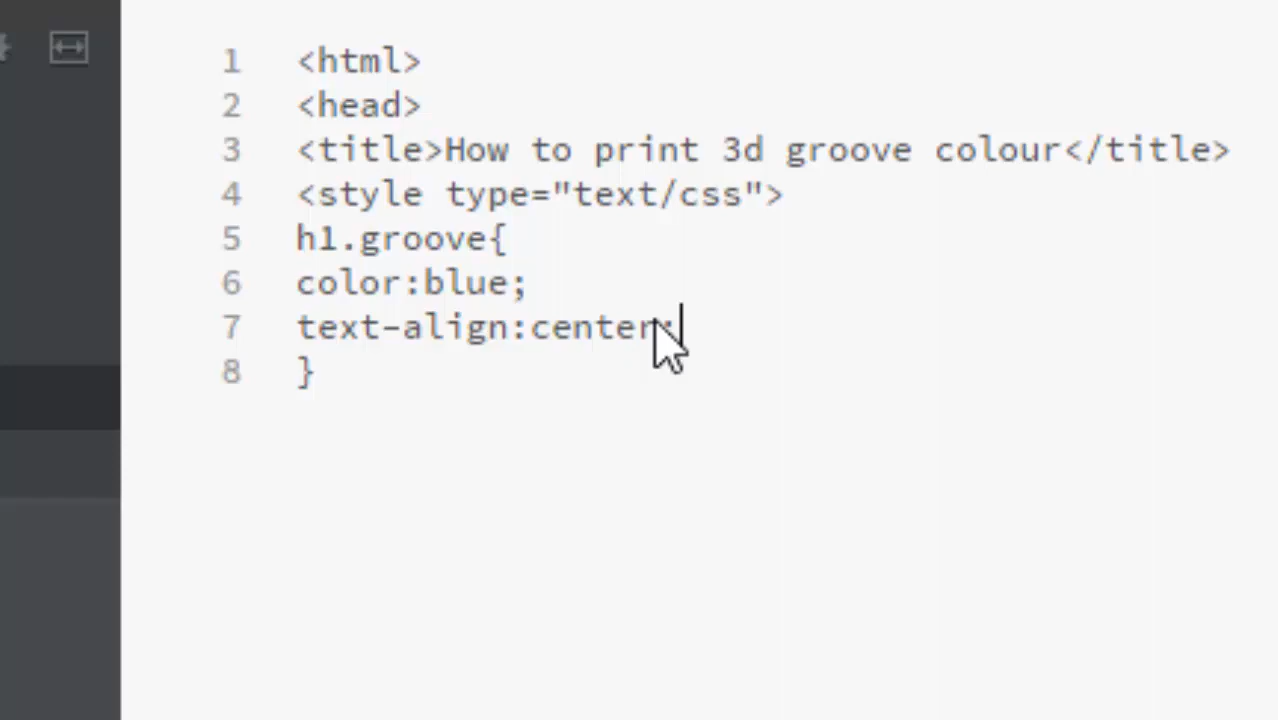 1 <html>
2 <head>
3 <title>How to print 3d groove colour</title>
4 <style type="text/css">
5 h1.groove{
6 color:blue;
7 text-align:center;
8 }